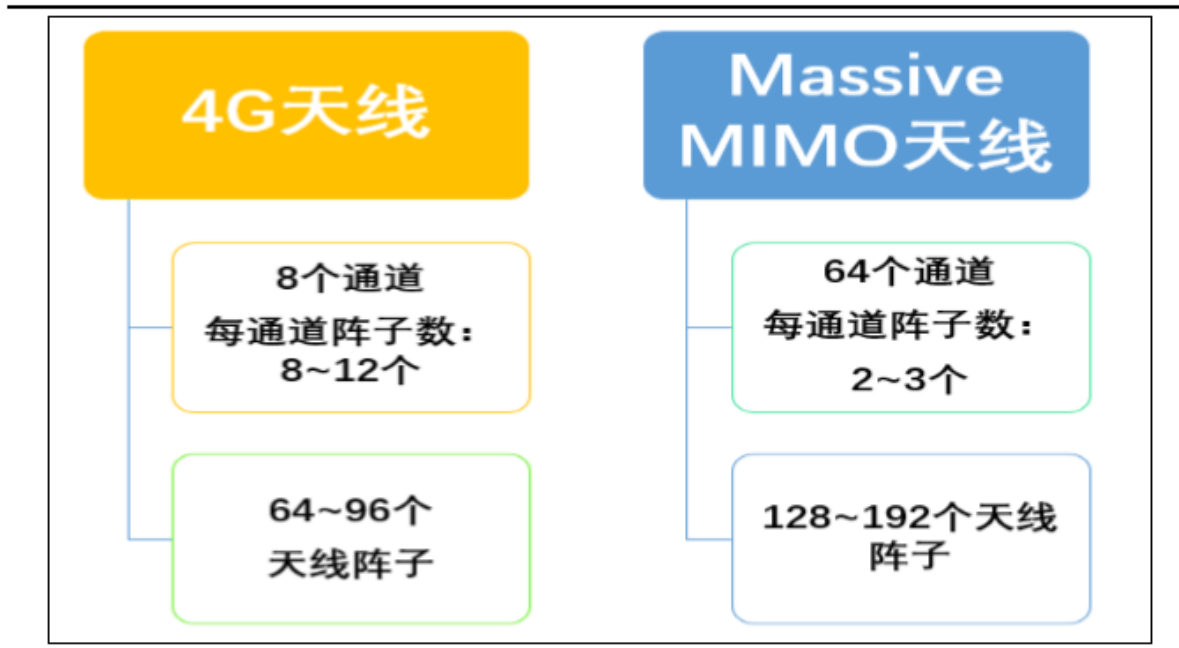 4G天线
8个通道
每通道阵子数：
8~12个
64~96个
天线阵子
Massive
MIMO天线
64个通道
每通道阵子数：
2~3个
128~192个天线
阵子